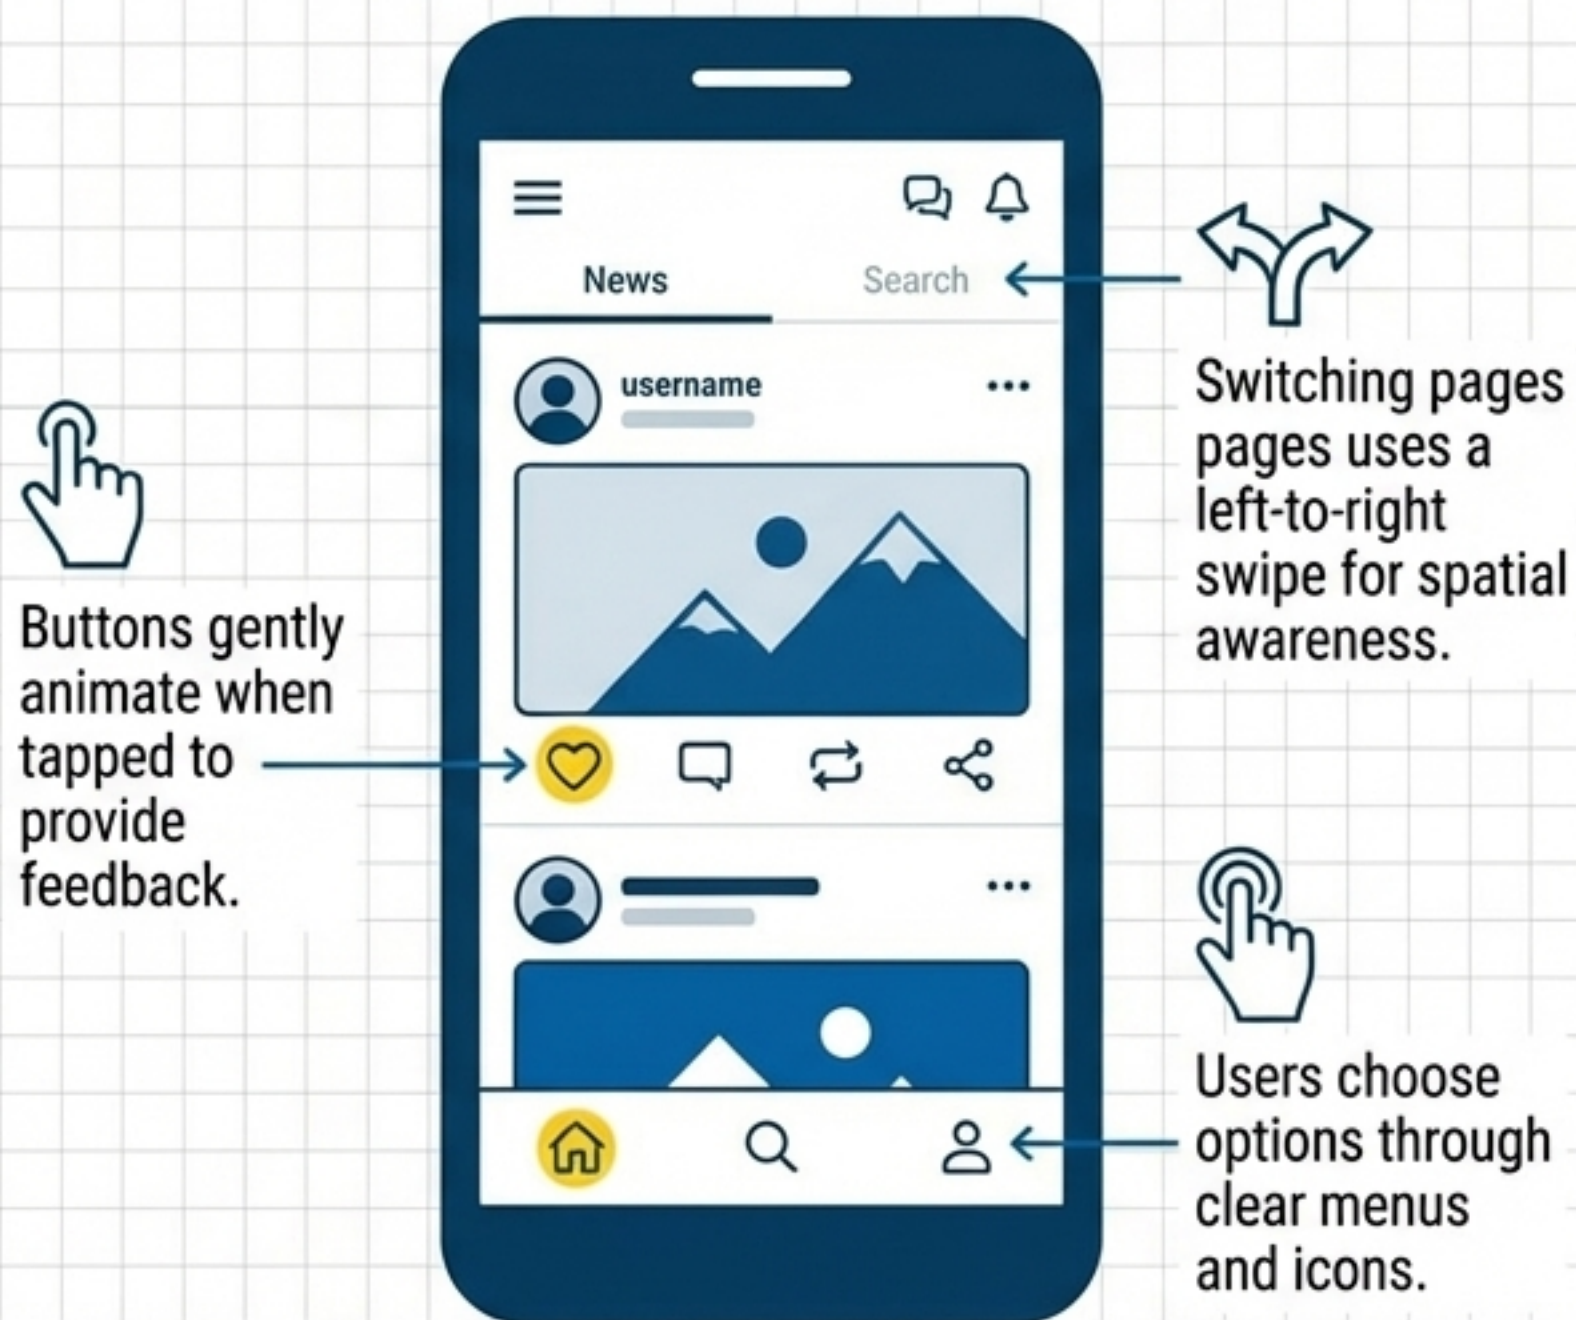 News Search
username
Buttons gently
animate when
tapped to
provide
feedback.
Switching pages
pages uses a
left-to-right
swipe for spatial
awareness.
Users choose
options through
clear menus
and icons.